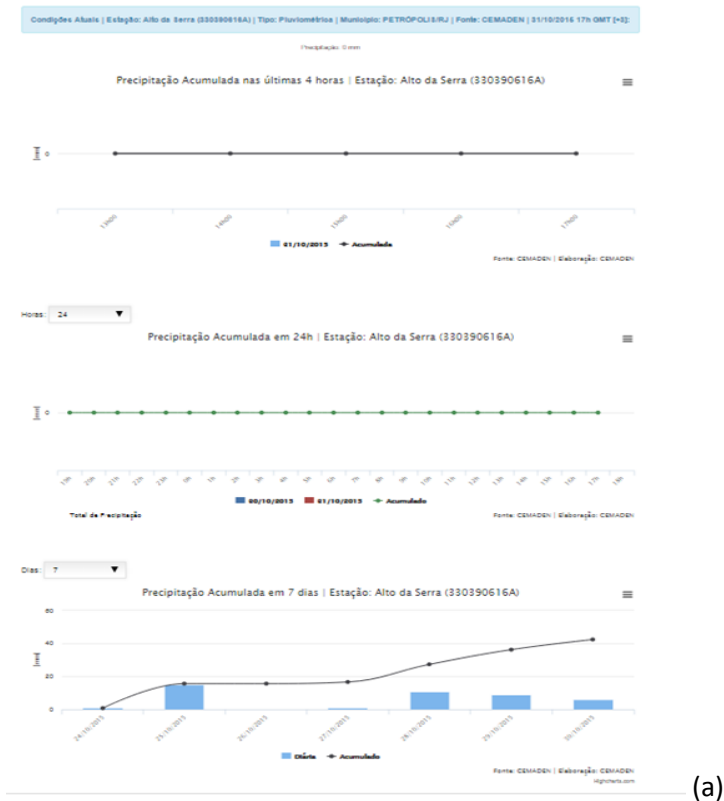 Condições Atuais | Estação: Alto da Serra (330390616A) | Tipo: Pluviométrica | Município: PETRÓPOLIS/RJ | Fonte: CEMADEN | 31/10/2015 17h GMT [+3]:
Precipitação: 0 mm
Precipitação Acumulada nas últimas 4 horas | Estação: Alto da Serra (330390616A)
[mm]
0
13h00 14h00 15h00 16h00 17h00
31/10/2015 Acumulada
Fonte: CEMADEN | Elaboração: CEMADEN
Horas: 24
Precipitação Acumulada em 24h | Estação: Alto da Serra (330390616A)
[mm]
0
19h 20h 21h 22h 23h 0h 1h 2h 3h 4h 5h 6h 7h 8h 9h 10h 11h 12h 13h 14h 15h 16h 17h 18h
30/10/2015 31/10/2015 Acumulado
Total de Precipitação
Fonte: CEMADEN | Elaboração: CEMADEN
Dias: 7
Precipitação Acumulada em 7 dias | Estação: Alto da Serra (330390616A)
[mm]
60
40
20
0
24/10/2015 25/10/2015 26/10/2015 27/10/2015 28/10/2015 29/10/2015 30/10/2015
Diária Acumulado
Fonte: CEMADEN | Elaboração: CEMADEN
Highcharts.com
(a)